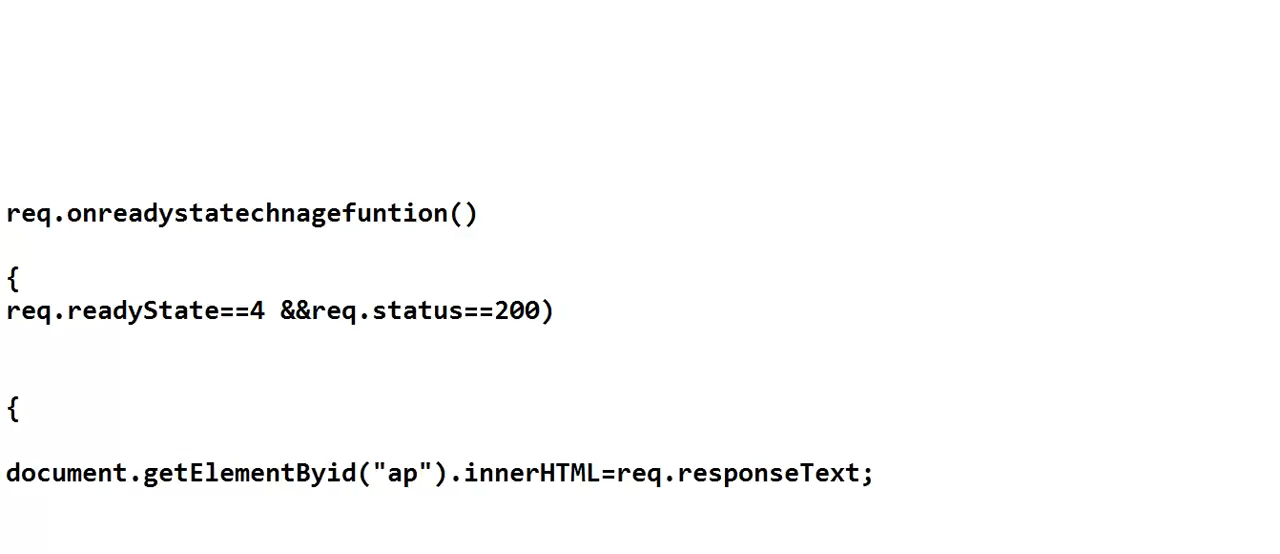 req.onreadystatechnagefuntion()
{
req.readyState==4 &&req.status==200)
{
document.getElementByid("ap").innerHTML=req.responseText;